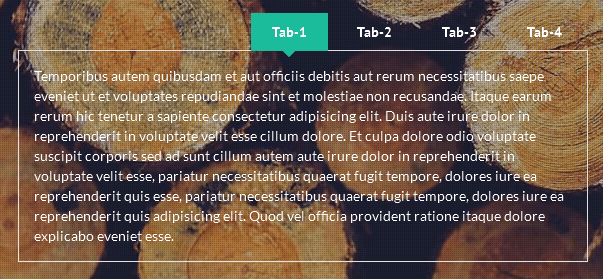 Tab-1 Tab-2 Tab-3 Tab-4
Temporibus autem quibusdam et aut officiis debitis aut rerum necessitatibus saepe
eveniet ut et voluptates repudiandae sint et molestiae non recusandae. Itaque earum
rerum hic tenetur a sapiente consectetur adipisicing elit. Duis aute irure dolor in
reprehenderit in voluptate velit esse cillum dolore. Et culpa dolore odio voluptate
suscipit corporis sed ad sunt cillum autem aute irure dolor in reprehenderit in
voluptate velit esse, pariatur necessitatibus quaerat fugit tempore, dolores iure ea
reprehenderit quis esse, pariatur necessitatibus quaerat fugit tempore, dolores iure ea
reprehenderit quis adipisicing elit. Quod vel officia provident ratione itaque dolore
explicabo eveniet esse.